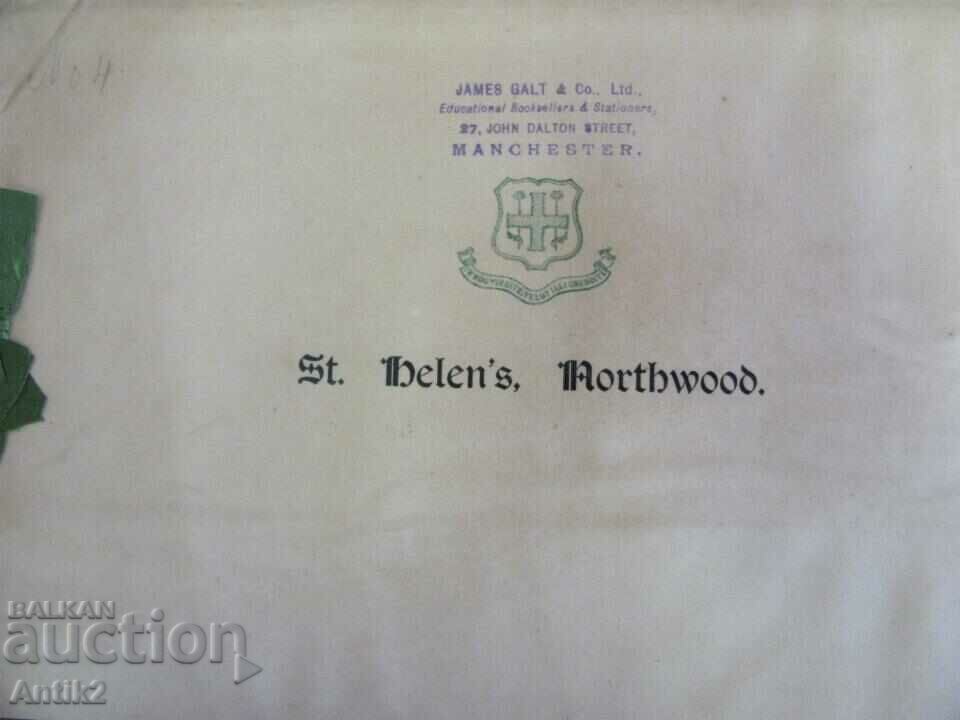 JAMES GALT & Co., Ltd.,
Educational Booksellers & Stationers,
27, JOHN DALTON STREET,
MANCHESTER.
St. Helen's, Northwood.
BALKAN
auction
Antik2